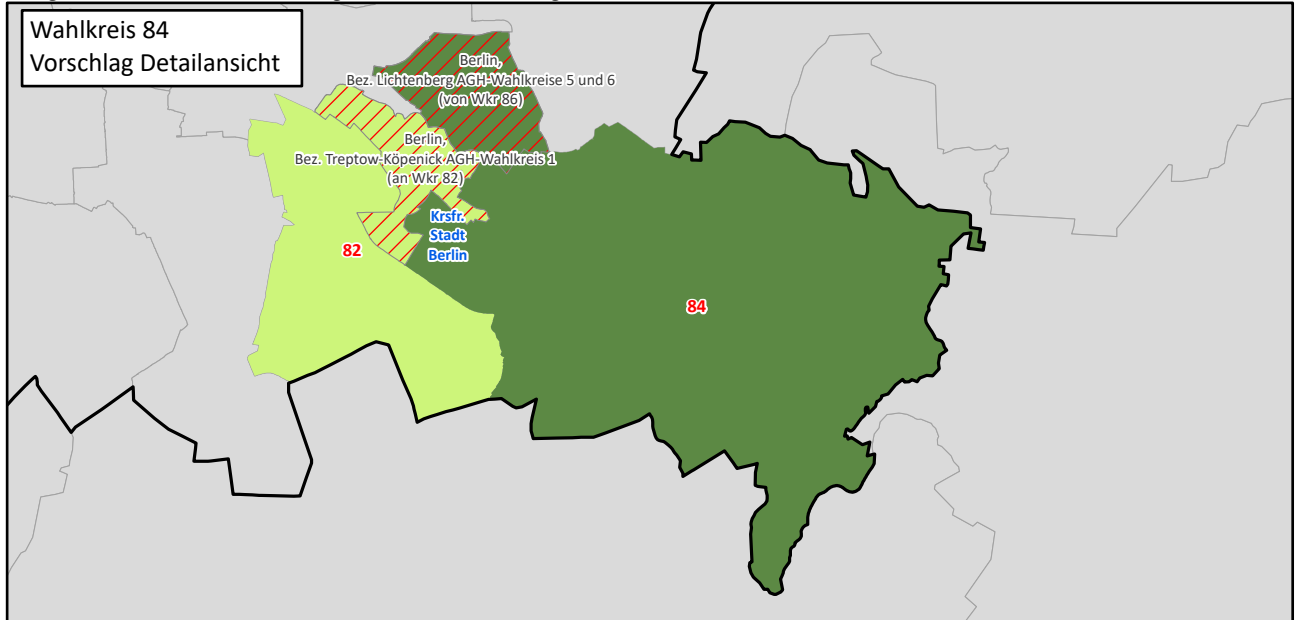 Wahlkreis 84
Vorschlag Detailansicht
Berlin,
Bez. Lichtenberg AGH-Wahlkreise 5 und 6
(von Wkr 86)
Berlin,
Bez. Treptow-Köpenick AGH-Wahlkreis 1
(an Wkr 82)
Krsfr.
Stadt
Berlin
82
84